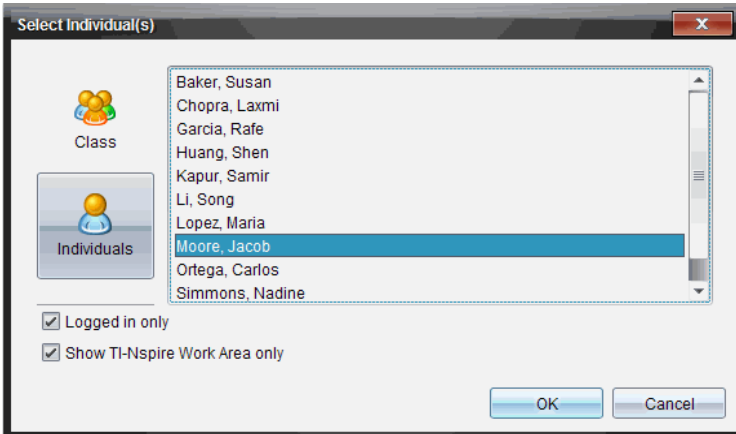 Select Individual(s)
Class
Individuals
Baker, Susan
Chopra, Laxmi
Garcia, Rafe
Huang, Shen
Kapur, Samir
Li, Song
Lopez, Maria
Moore, Jacob
Ortega, Carlos
Simmons, Nadine
Logged in only
Show TI-Nspire Work Area only
OK
Cancel